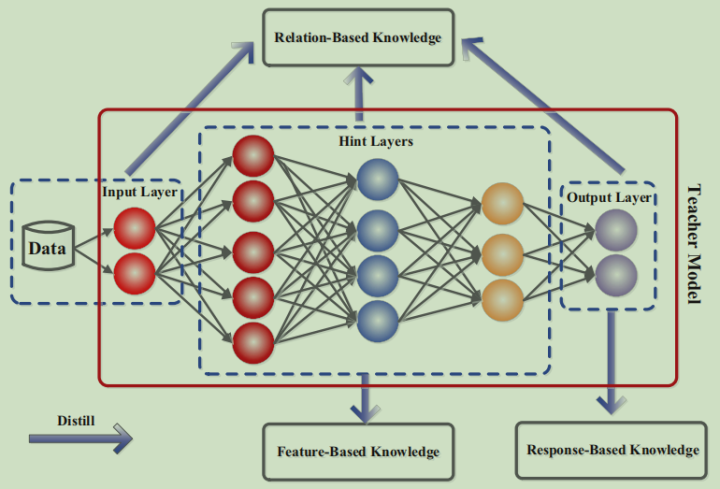 Relation-Based Knowledge
Hint Layers
Input Layer
Output Layer
Data
Teacher Model
Distill
Feature-Based Knowledge
Response-Based Knowledge